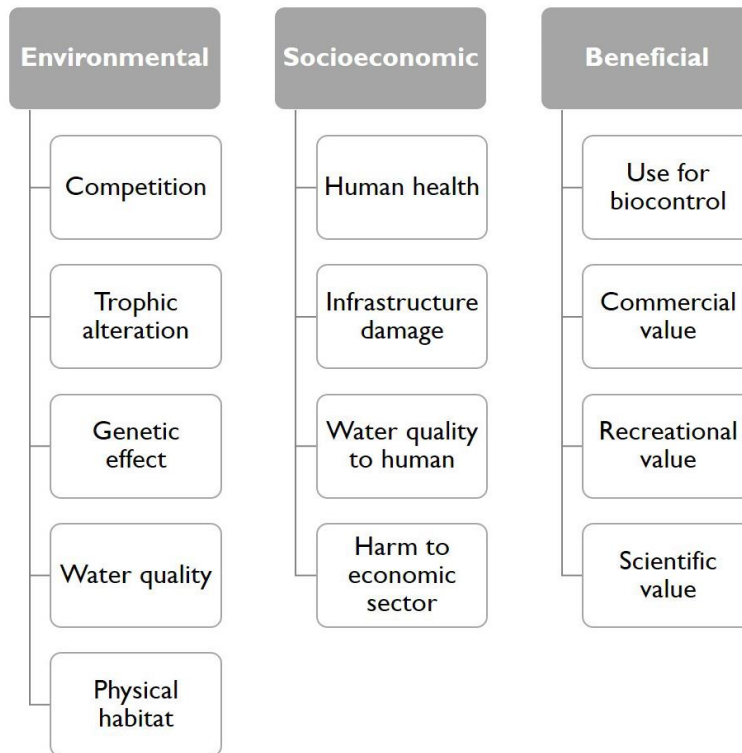 Environmental
Competition
Trophic
alteration
Genetic
effect
Water quality
Physical
habitat
Socioeconomic
Human health
Infrastructure
damage
Water quality
to human
Harm to
economic
sector
Beneficial
Use for
biocontrol
Commercial
value
Recreational
value
Scientific
value